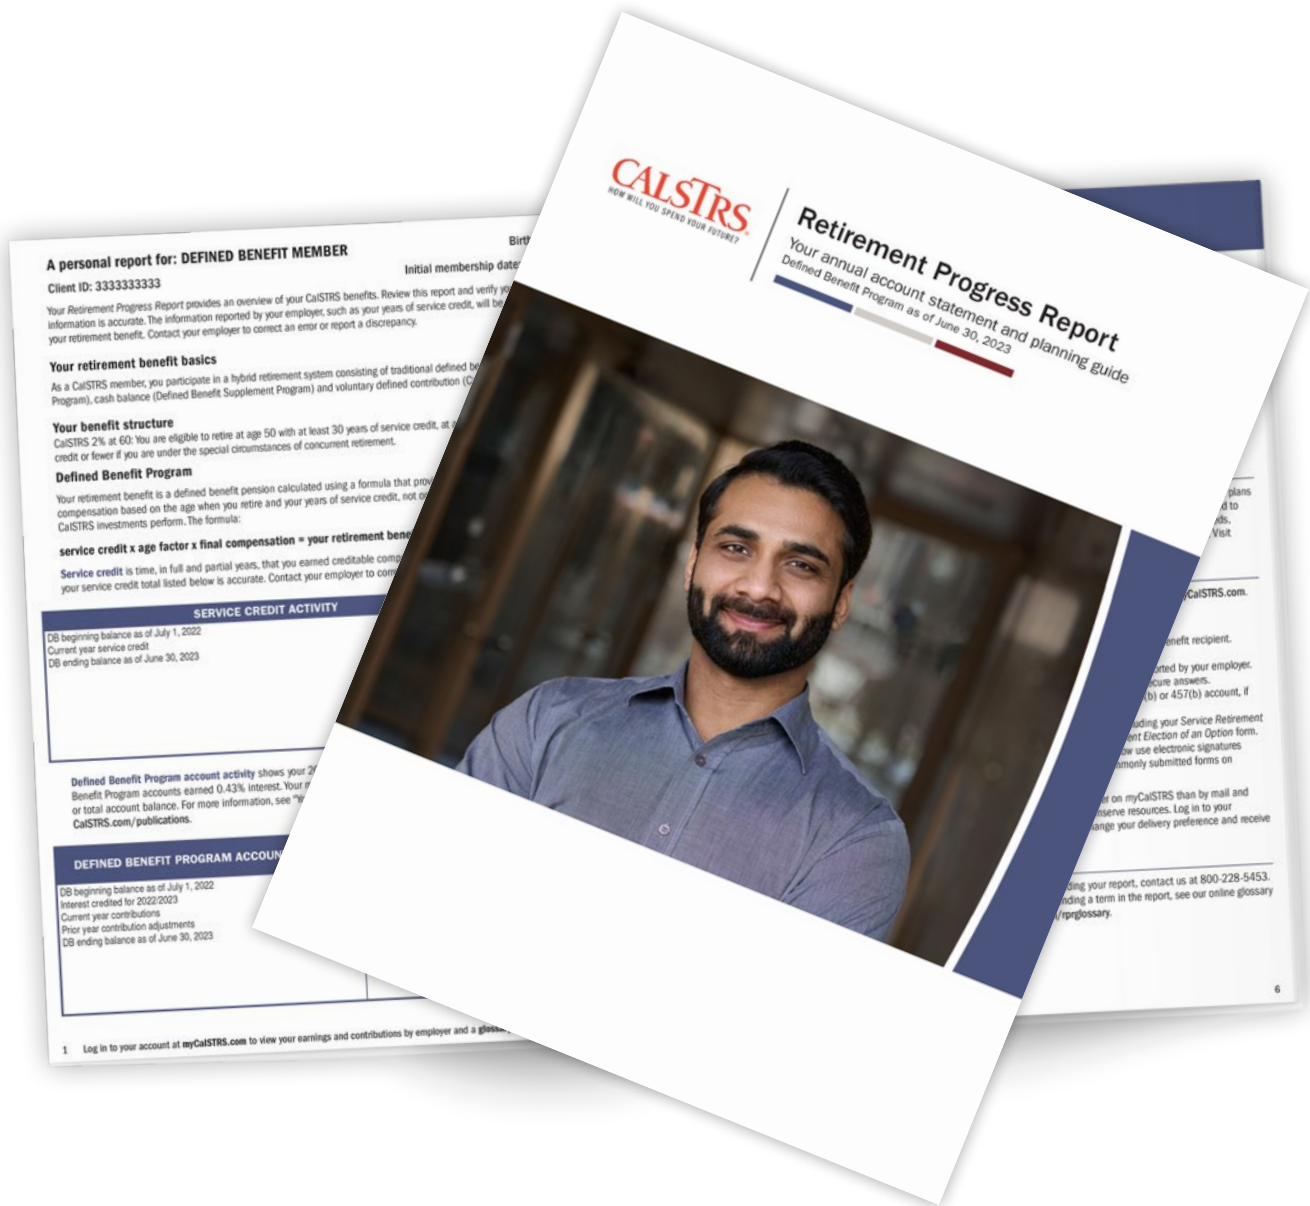 CALSTRS
HOW WILL YOU SPEND YOUR FUTURE?
Retirement Progress Report
Your annual account statement and planning guide
Defined Benefit Program as of June 30, 2023
A personal report for: DEFINED BENEFIT MEMBER
Birth
Client ID: 3333333333
Initial membership date:
Your Retirement Progress Report provides an overview of your CalSTRS benefits. Review this report and verify
information is accurate. The information reported by your employer, such as your years of service credit, will be
your retirement benefit. Contact your employer to correct an error or report a discrepancy.
Your retirement benefit basics
As a CalSTRS member, you participate in a hybrid retirement system consisting of traditional defined
Program), cash balance (Defined Benefit Supplement Program) and voluntary defined contribution
Your benefit structure
CalSTRS 2% at 60: You are eligible to retire at age 50 with at least 30 years of service credit, at
credit or fewer if you are under the special circumstances of concurrent retirement.
Defined Benefit Program
Your retirement benefit is a defined benefit pension calculated using a formula that
compensation based on the age when you retire and your years of service credit, not
CalSTRS investments perform. The formula:
service credit x age factor x final compensation = your retirement
Service credit is time, in full and partial years, that you earned creditable
your service credit total listed below is accurate. Contact your employer to
SERVICE CREDIT ACTIVITY
DB beginning balance as of July 1, 2022
Current year service credit
DB ending balance as of June 30, 2023
Defined Benefit Program account activity shows your
Benefit Program accounts earned 0.43% interest. Your
or total account balance. For more information, see
CalSTRS.com/publications.
DEFINED BENEFIT PROGRAM ACCOUN
DB beginning balance as of July 1, 2022
Interest credited for 2022/2023
Current year contributions
Prior year contribution adjustments
DB ending balance as of June 30, 2023
1 Log in to your account at myCalSTRS.com to view your earnings and contributions by employer and a
plans
d to
ds,
Visit
yCalSTRS.com.
enefit recipient.
orted by your employer.
ecure answers.
(b) or 457(b) account, if
uding your Service Retirement
ent Election of an Option form.
ow use electronic signatures
mmonly submitted forms on
er on myCalSTRS than by mail and
nserve resources. Log in to your
ange your delivery preference and receive
ding your report, contact us at 800-228-5453.
nding a term in the report, see our online glossary
/rprglossary.
6